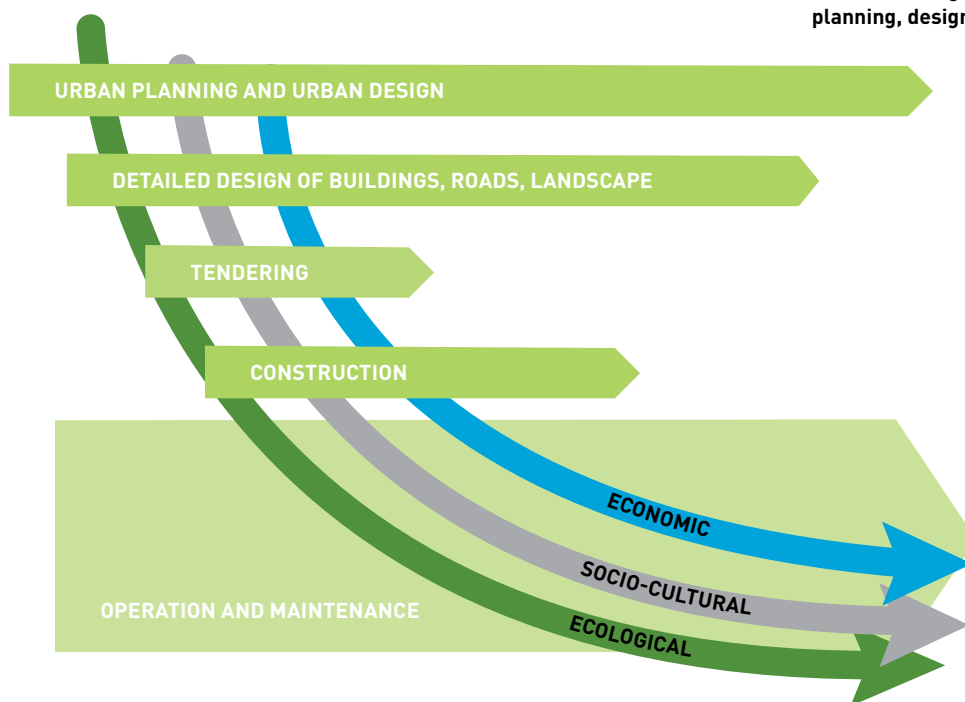 planning, design
URBAN PLANNING AND URBAN DESIGN
DETAILED DESIGN OF BUILDINGS, ROADS, LANDSCAPE
TENDERING
CONSTRUCTION
ECONOMIC
SOCIO-CULTURAL
OPERATION AND MAINTENANCE
ECOLOGICAL